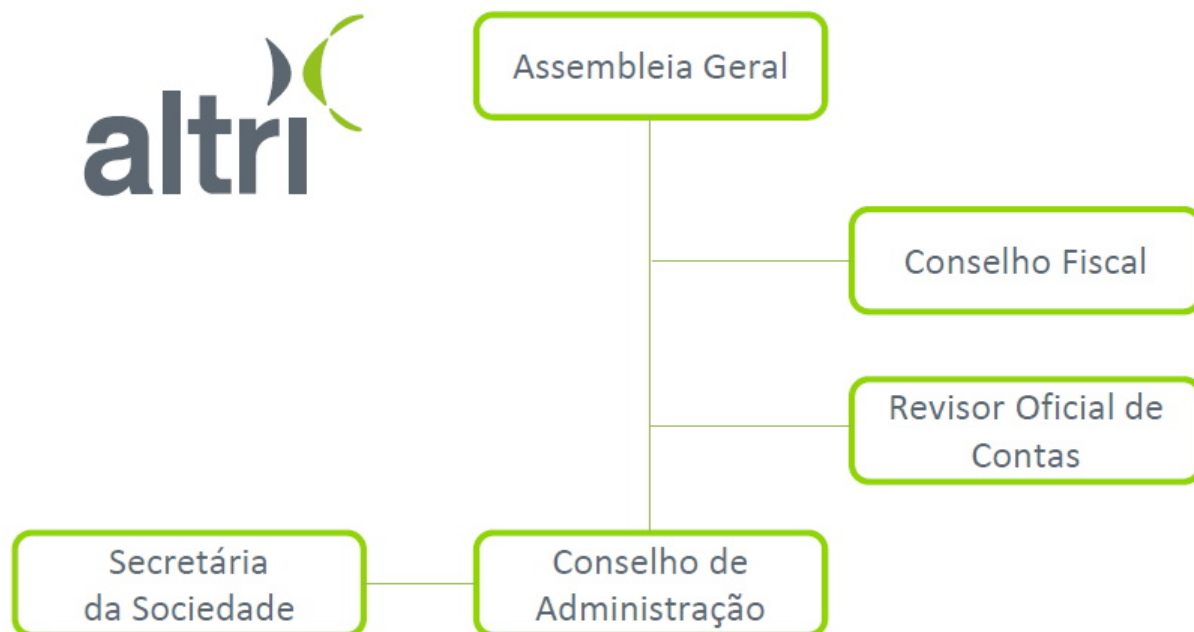 altri
Assembleia Geral
Conselho Fiscal
Revisor Oficial de
Contas
Secretária
da Sociedade
Conselho de
Administração